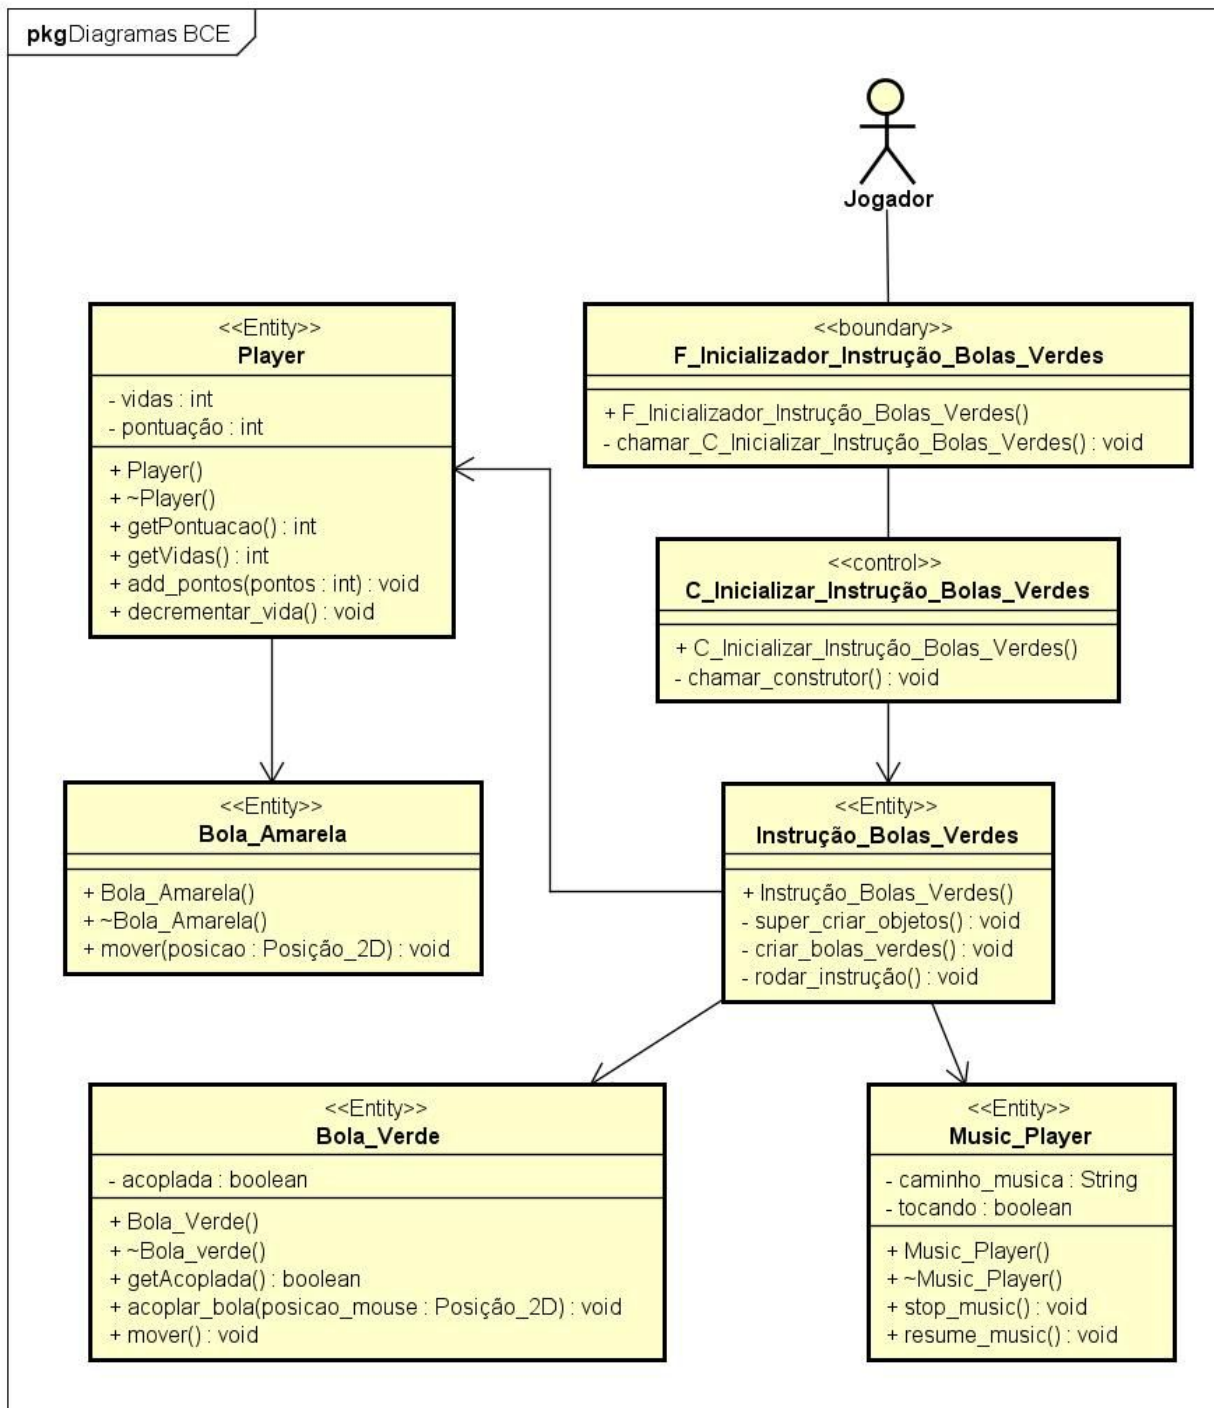 pkgDiagramas BCE
Jogador
<<Entity>>
Player
- vidas : int
- pontuação : int
+ Player()
+ ~Player()
+ getPontuacao() : int
+ getVidas() : int
+ add_pontos(pontos : int) : void
+ decrementar_vida() : void
<<boundary>>
F_Inicializador_Instrução_Bolas_Verdes
+ F_Inicializador_Instrução_Bolas_Verdes()
- chamar_C_Inicializar_Instrução_Bolas_Verdes() : void
<<control>>
C_Inicializar_Instrução_Bolas_Verdes
+ C_Inicializar_Instrução_Bolas_Verdes()
- chamar_construtor() : void
<<Entity>>
Bola_Amarela
+ Bola_Amarela()
+ ~Bola_Amarela()
+ mover(posicao : Posição_2D) : void
<<Entity>>
Instrução_Bolas_Verdes
+ Instrução_Bolas_Verdes()
- super_criar_objetos() : void
- criar_bolas_verdes() : void
- rodar_instrução() : void
<<Entity>>
Bola_Verde
- acoplada : boolean
+ Bola_Verde()
+ ~Bola_verde()
+ getAcoplada() : boolean
+ acoplar_bola(posicao_mouse : Posição_2D) : void
+ mover() : void
<<Entity>>
Music_Player
- caminho_musica : String
- tocando : boolean
+ Music_Player()
+ ~Music_Player()
+ stop_music() : void
+ resume_music() : void